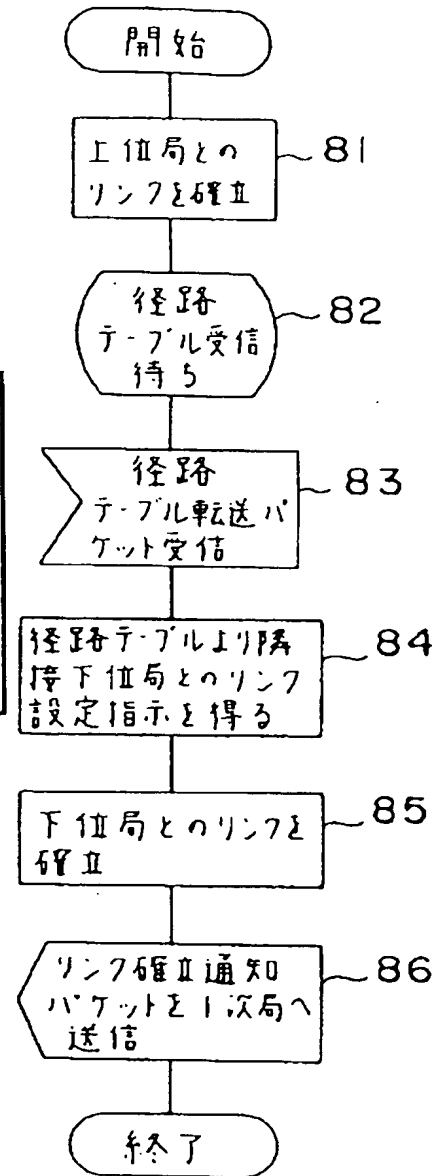 開始
上位局との
リンクを確立
81
径路
テーブル受信
待ち
82
径路
テーブル転送パ
ケット受信
83
径路テーブルより隣
接下位局とのリンク
設定指示を得る
84
下位局とのリンクを
確立
85
リンク確立通知
パケットを1次局へ
送信
86
終了